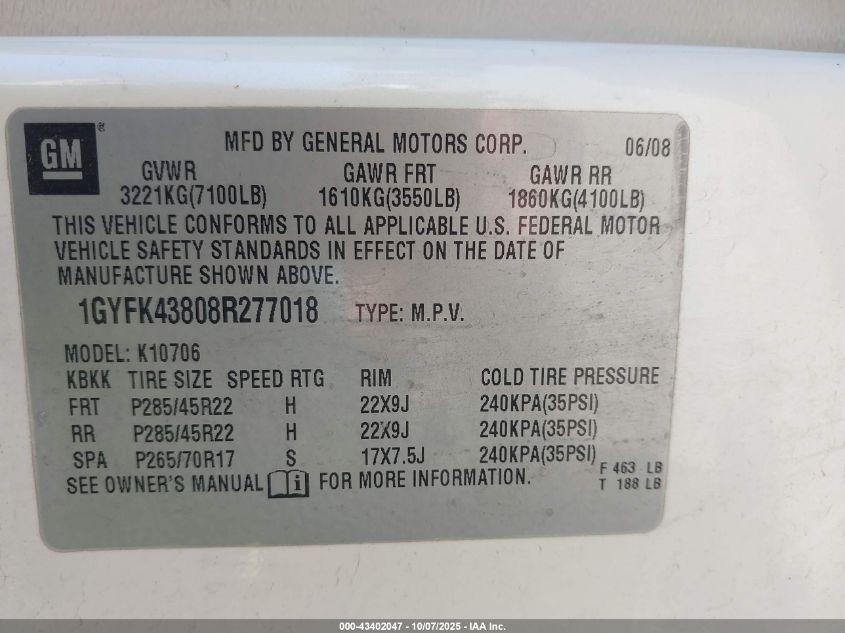 GM®
MFD BY GENERAL MOTORS CORP. 06/08
GVWR GAWR FRT GAWR RR
3221KG(7100LB) 1610KG(3550LB) 1860KG(4100LB)
THIS VEHICLE CONFORMS TO ALL APPLICABLE U.S. FEDERAL MOTOR
VEHICLE SAFETY STANDARDS IN EFFECT ON THE DATE OF
MANUFACTURE SHOWN ABOVE.
1GYFK43808R277018 TYPE: M.P.V.
MODEL: K10706
KBKK TIRE SIZE SPEED RTG RIM COLD TIRE PRESSURE
FRT P285/45R22 H 22X9J 240KPA(35PSI)
RR P285/45R22 H 22X9J 240KPA(35PSI)
SPA P265/70R17 S 17X7.5J 240KPA(35PSI)
F 463 LB
SEE OWNER'S MANUAL i FOR MORE INFORMATION.
T 188 LB
000-43402047 - 10/07/2025 - IAA Inc.